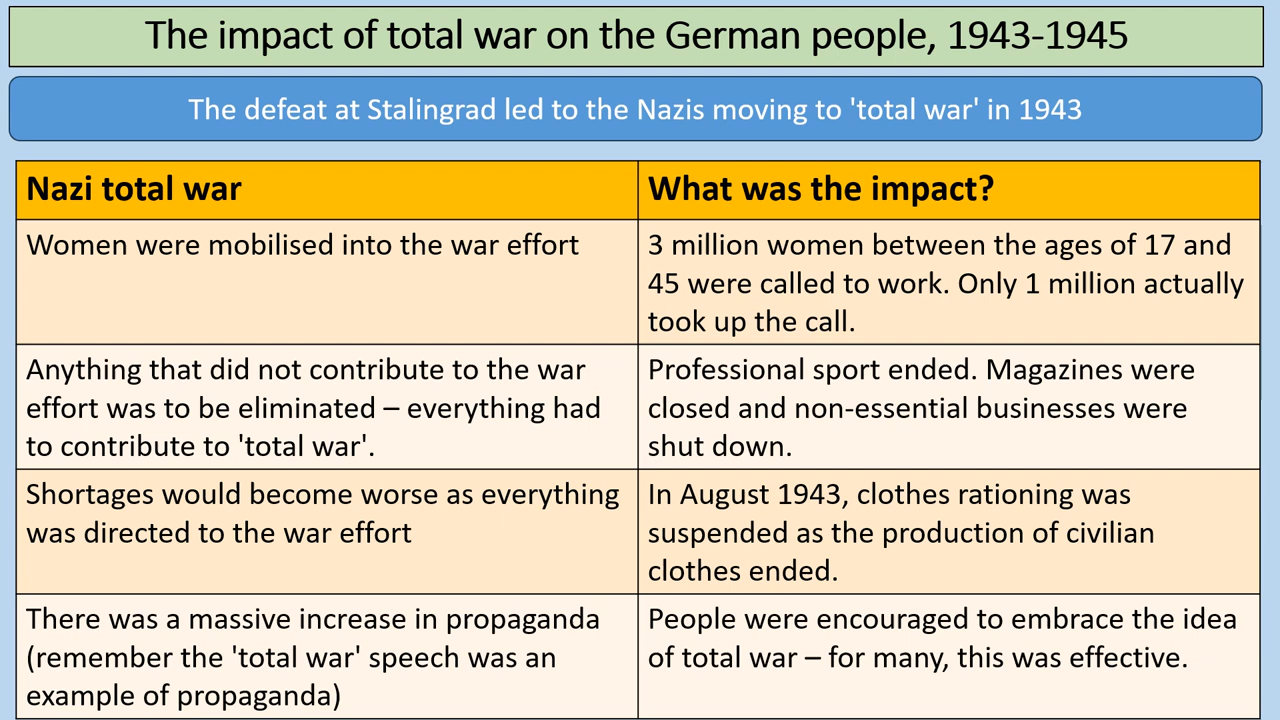 The impact of total war on the German people, 1943-1945
The defeat at Stalingrad led to the Nazis moving to 'total war' in 1943
Nazi total war
What was the impact?
Women were mobilised into the war effort
3 million women between the ages of 17 and
45 were called to work. Only 1 million actually
took up the call.
Anything that did not contribute to the war
effort was to be eliminated – everything had
to contribute to 'total war'.
Professional sport ended. Magazines were
closed and non-essential businesses were
shut down.
Shortages would become worse as everything
was directed to the war effort
In August 1943, clothes rationing was
suspended as the production of civilian
clothes ended.
There was a massive increase in propaganda
(remember the 'total war' speech was an
example of propaganda)
People were encouraged to embrace the idea
of total war – for many, this was effective.